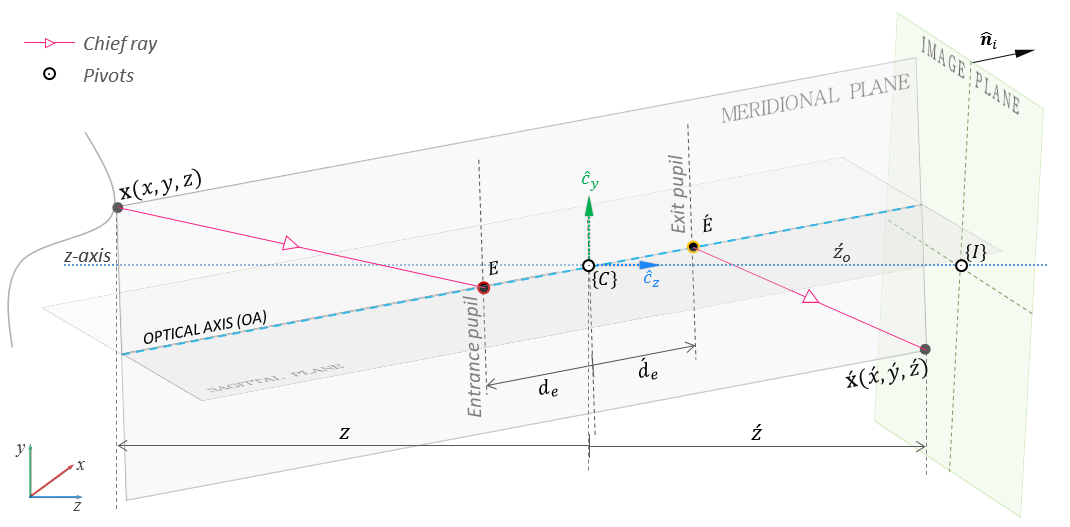 Chief ray
Pivots
IMAGE PLANE
n̂ᵢ
MERIDIONAL PLANE
x(x, y, z)
Exit pupil
ĉ_y
É
E
z-axis
{C}
ĉ_z
ź_o
{I}
OPTICAL AXIS (OA)
SAGITTAL PLANE
Entrance pupil
d_e
d́_e
x́(x́, ý, ź)
z
ź
y
x
z